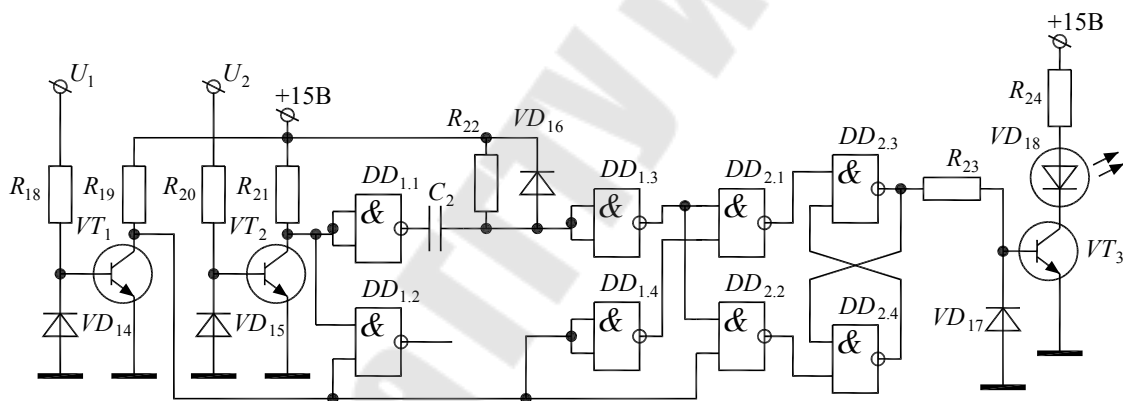 +15В
U1
U2
+15В
R24
R22
VD16
DD2.3
VD18
DD1.1
DD1.3
DD2.1
&
R23
R18
R19
R20
R21
C2
VT1
VT2
&
&
&
VT3
DD1.2
DD1.4
DD2.2
DD2.4
VD14
VD15
&
&
&
&
VD17